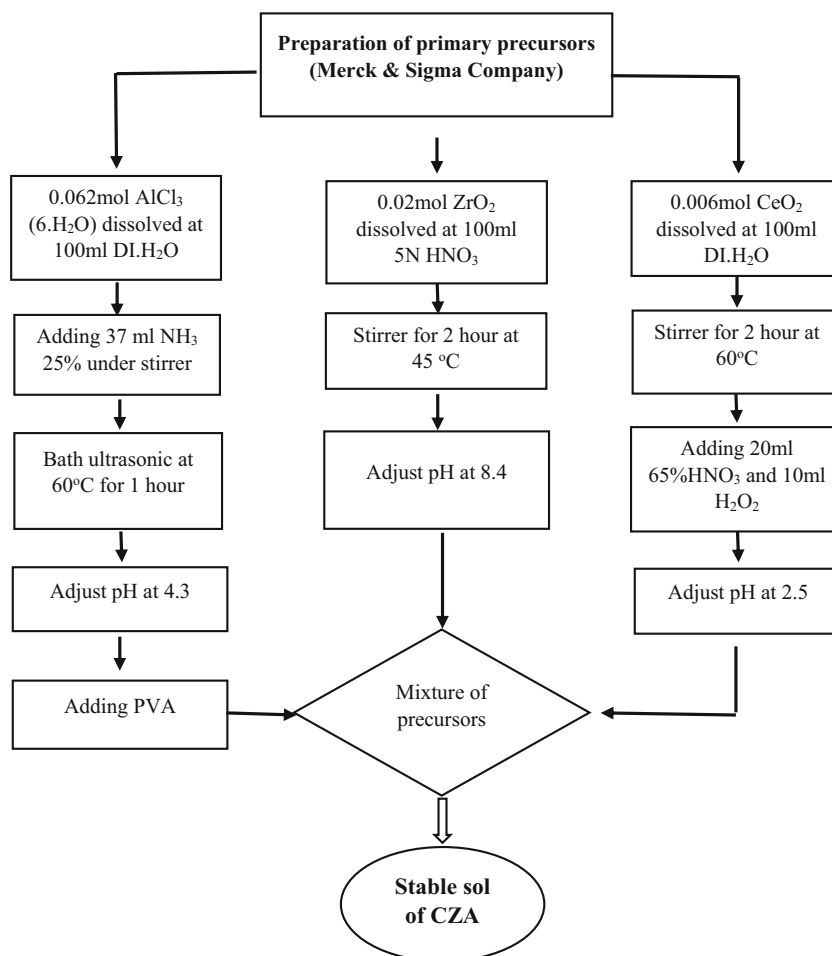 Preparation of primary precursors
(Merck & Sigma Company)
0.062mol AlCl₃
(6.H₂O) dissolved at
100ml DI.H₂O
Adding 37 ml NH₃
25% under stirrer
Bath ultrasonic at
60°C for 1 hour
Adjust pH at 4.3
Adding PVA
0.02mol ZrO₂
dissolved at 100ml
5N HNO₃
Stirrer for 2 hour at
45 °C
Adjust pH at 8.4
0.006mol CeO₂
dissolved at 100ml
DI.H₂O
Stirrer for 2 hour at
60°C
Adding 20ml
65%HNO₃ and 10ml
H₂O₂
Adjust pH at 2.5
Mixture of
precursors
Stable sol
of CZA